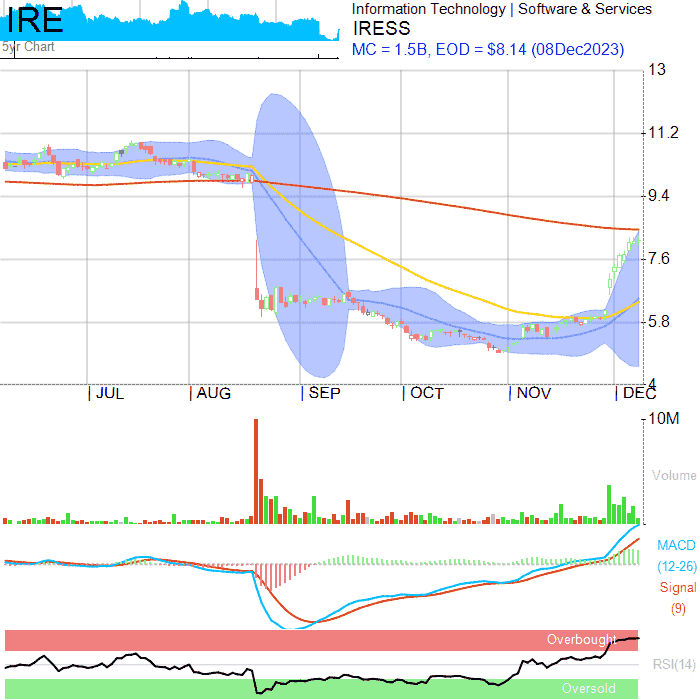 IRE
5yr Chart
Information Technology | Software & Services
IRESS
MC = 1.5B, EOD = $8.14 (08Dec2023)
13
11.2
9.4
7.6
5.8
4
JUL
AUG
SEP
OCT
NOV
DEC
10M
Volume
MACD
(12-26)
Signal
(9)
Overbought
RSI(14)
Oversold